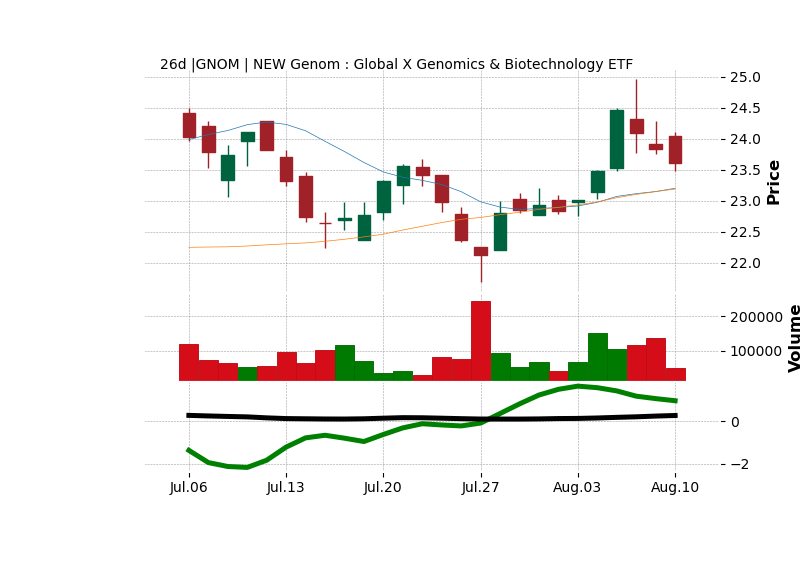 26d |GNOM | NEW Genom : Global X Genomics & Biotechnology ETF
25.0
24.5
24.0
23.5
23.0
22.5
22.0
Price
200000
100000
Volume
0
−2
Jul.06 Jul.13 Jul.20 Jul.27 Aug.03 Aug.10